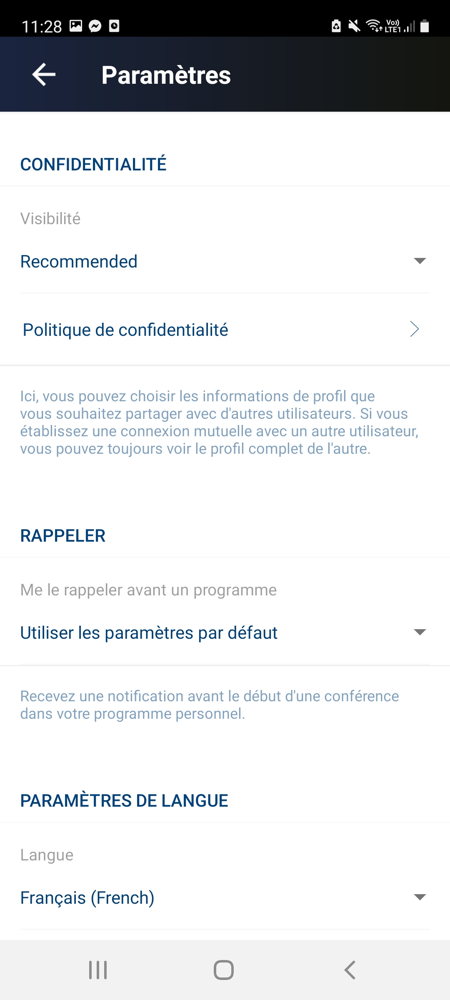 11:28
Vo))
LTE1
Paramètres
CONFIDENTIALITÉ
Visibilité
Recommended
Politique de confidentialité
Ici, vous pouvez choisir les informations de profil que
vous souhaitez partager avec d'autres utilisateurs. Si vous
établissez une connexion mutuelle avec un autre utilisateur,
vous pouvez toujours voir le profil complet de l'autre.
RAPPELER
Me le rappeler avant un programme
Utiliser les paramètres par défaut
Recevez une notification avant le début d'une conférence
dans votre programme personnel.
PARAMÈTRES DE LANGUE
Langue
Français (French)